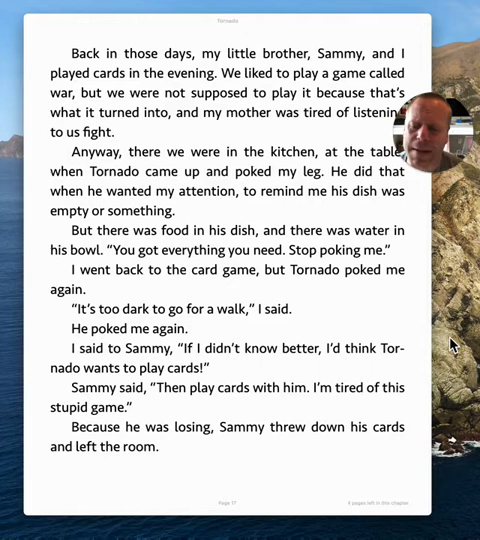 Tornado
Back in those days, my little brother, Sammy, and I
played cards in the evening. We liked to play a game called
war, but we were not supposed to play it because that's
what it turned into, and my mother was tired of listening
to us fight.
Anyway, there we were in the kitchen, at the table,
when Tornado came up and poked my leg. He did that
when he wanted my attention, to remind me his dish was
empty or something.
But there was food in his dish, and there was water in
his bowl. “You got everything you need. Stop poking me.”
I went back to the card game, but Tornado poked me
again.
“It's too dark to go for a walk,” I said.
He poked me again.
I said to Sammy, “If I didn't know better, I'd think Tor-
nado wants to play cards!”
Sammy said, “Then play cards with him. I'm tired of this
stupid game.”
Because he was losing, Sammy threw down his cards
and left the room.
Page 17
6 pages left in this chapter